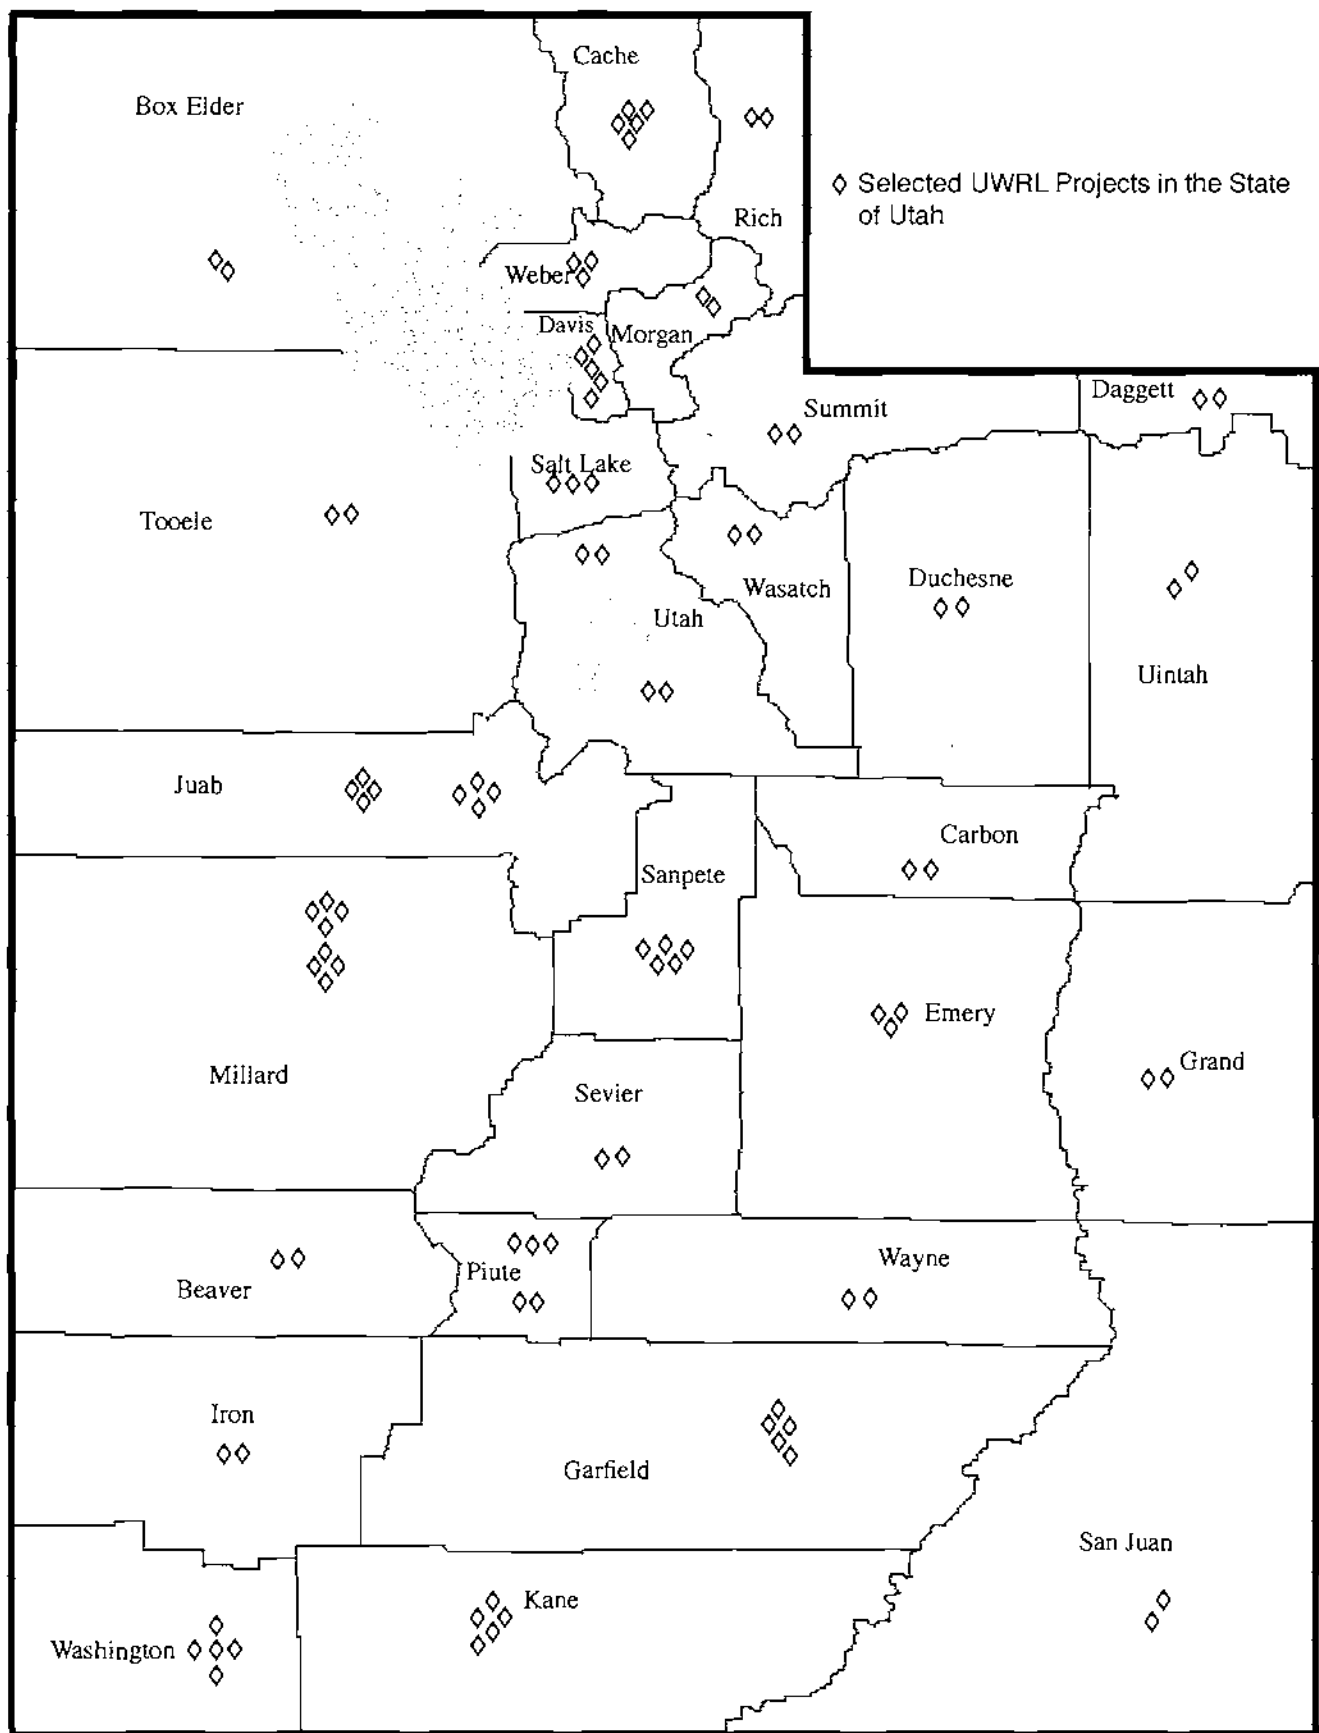 Cache
Box Elder
◊ Selected UWRL Projects in the State
of Utah
Rich
Weber
Davis
Morgan
Daggett
Summit
Salt Lake
Tooele
Duchesne
Wasatch
Utah
Uintah
Juab
Carbon
Sanpete
Emery
Grand
Millard
Sevier
Wayne
Piute
Beaver
Iron
Garfield
San Juan
Kane
Washington